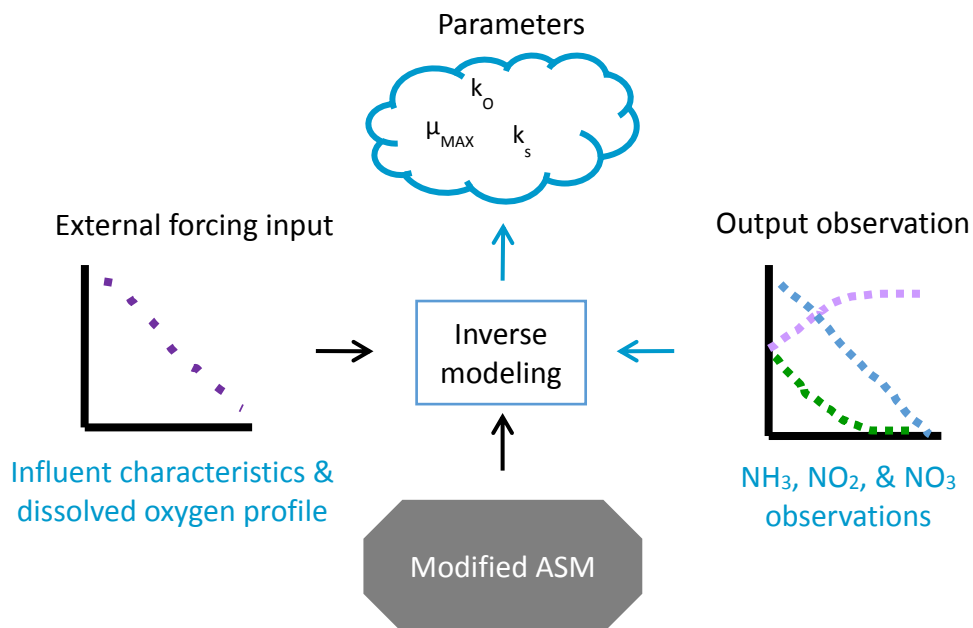 Parameters
kO
μMAX
ks
External forcing input
Output observation
Inverse
modeling
Influent characteristics &
dissolved oxygen profile
NH3, NO2, & NO3
observations
Modified ASM